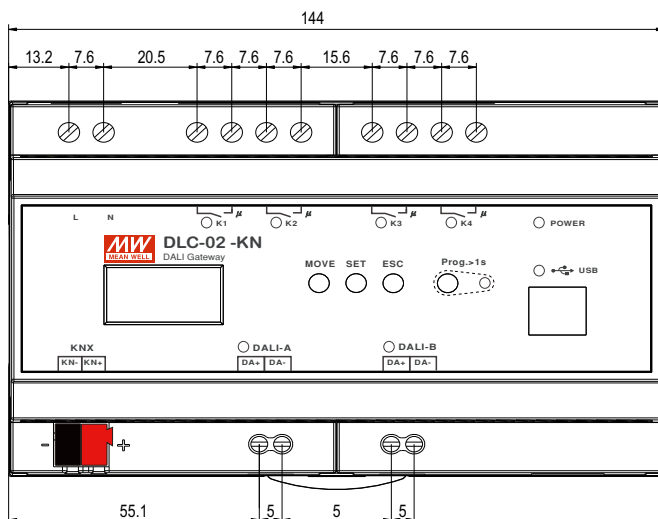 144
13.2 7.6 20.5 7.6 7.6 7.6 15.6 7.6 7.6 7.6
L N K1 μ K2 μ K3 μ K4 μ POWER
MW
MEAN WELL
DLC-02 -KN
DALI Gateway
MOVE SET ESC Prog.>1s USB
KNX DALI-A DALI-B
KN- KN+ DA+ DA- DA+ DA-
- +
55.1 5 5 5